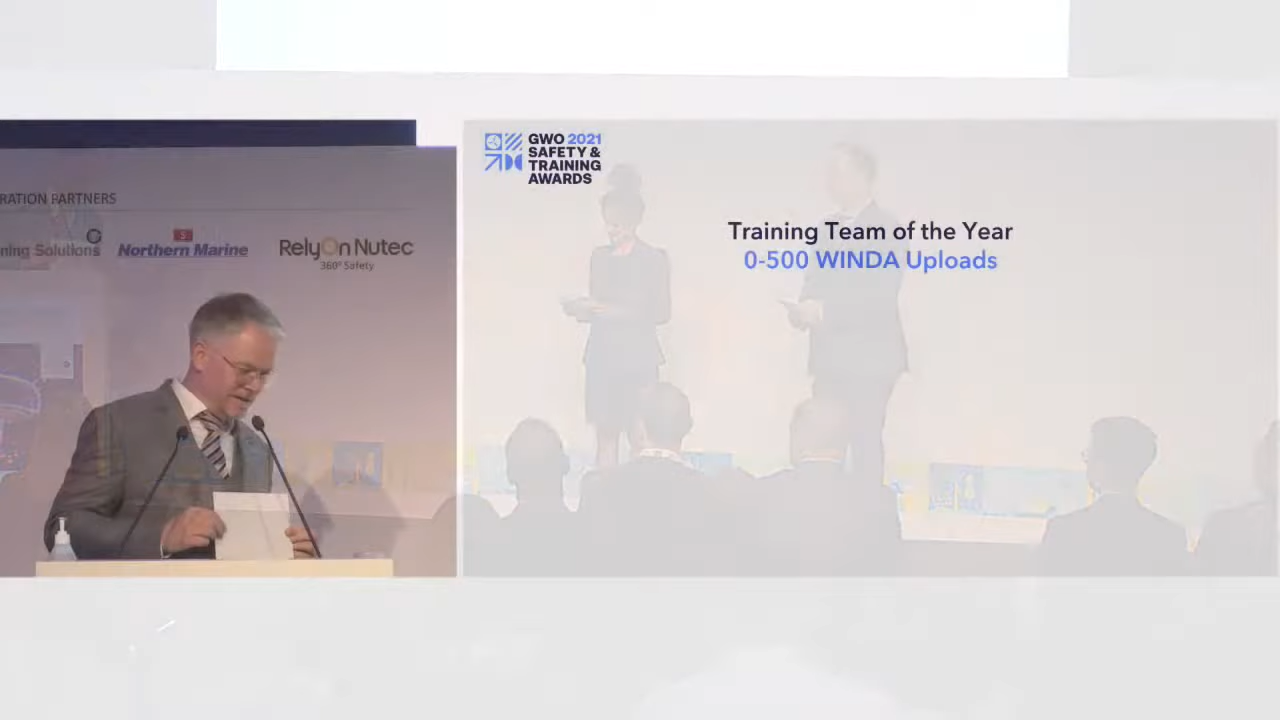 RATION PARTNERS
ning Solutions
Northern Marine
RelyOn Nutec
360° Safety
GWO 2021
SAFETY &
TRAINING
AWARDS
Training Team of the Year
0-500 WINDA Uploads